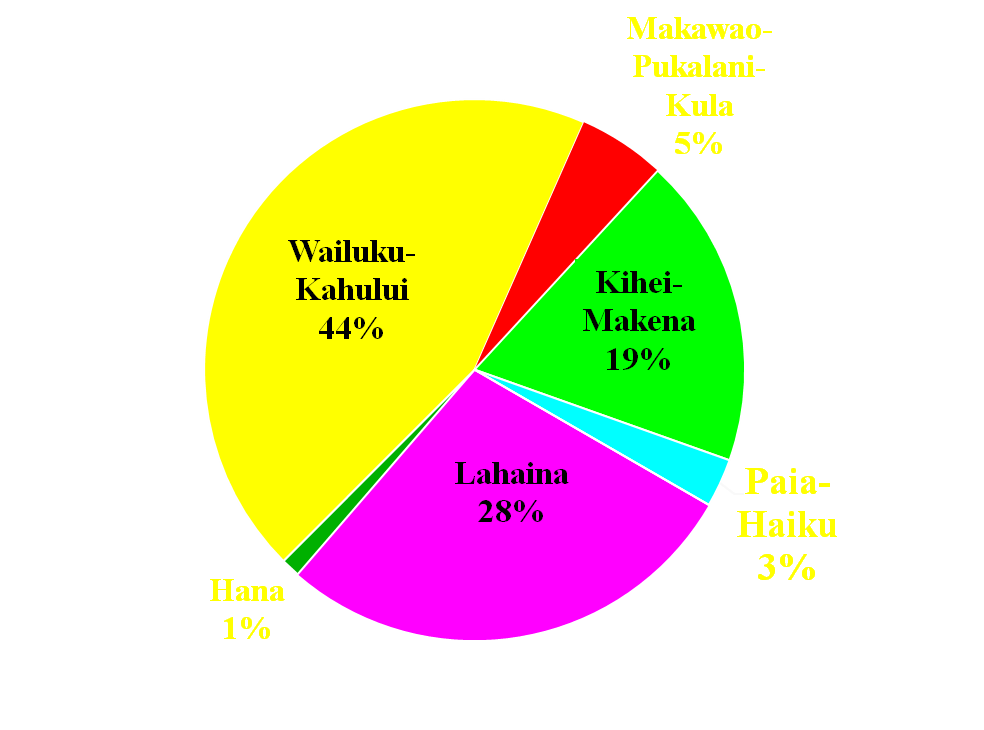 Makawao-
Pukalani-
Kula
5%
Wailuku-
Kahului
44%
Kihei-
Makena
19%
Lahaina
28%
Paia-
Haiku
3%
Hana
1%